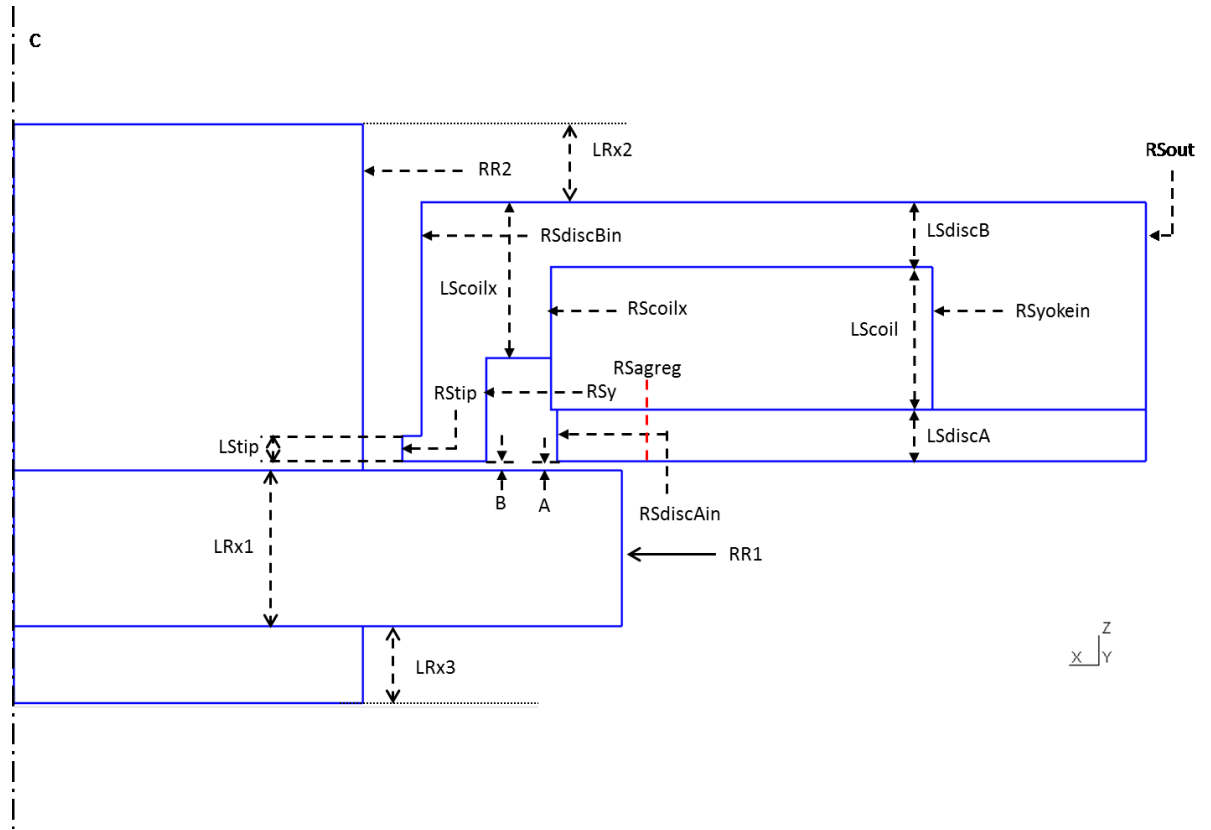 C
LRx2
RSout
RR2
LSdiscB
RSdiscBin
LScoilx
RScoilx
RSyokein
LScoil
RSagreg
RStip
RSy
LStip
LSdiscA
B
A
RSdiscAin
LRx1
RR1
Z
X
Y
LRx3